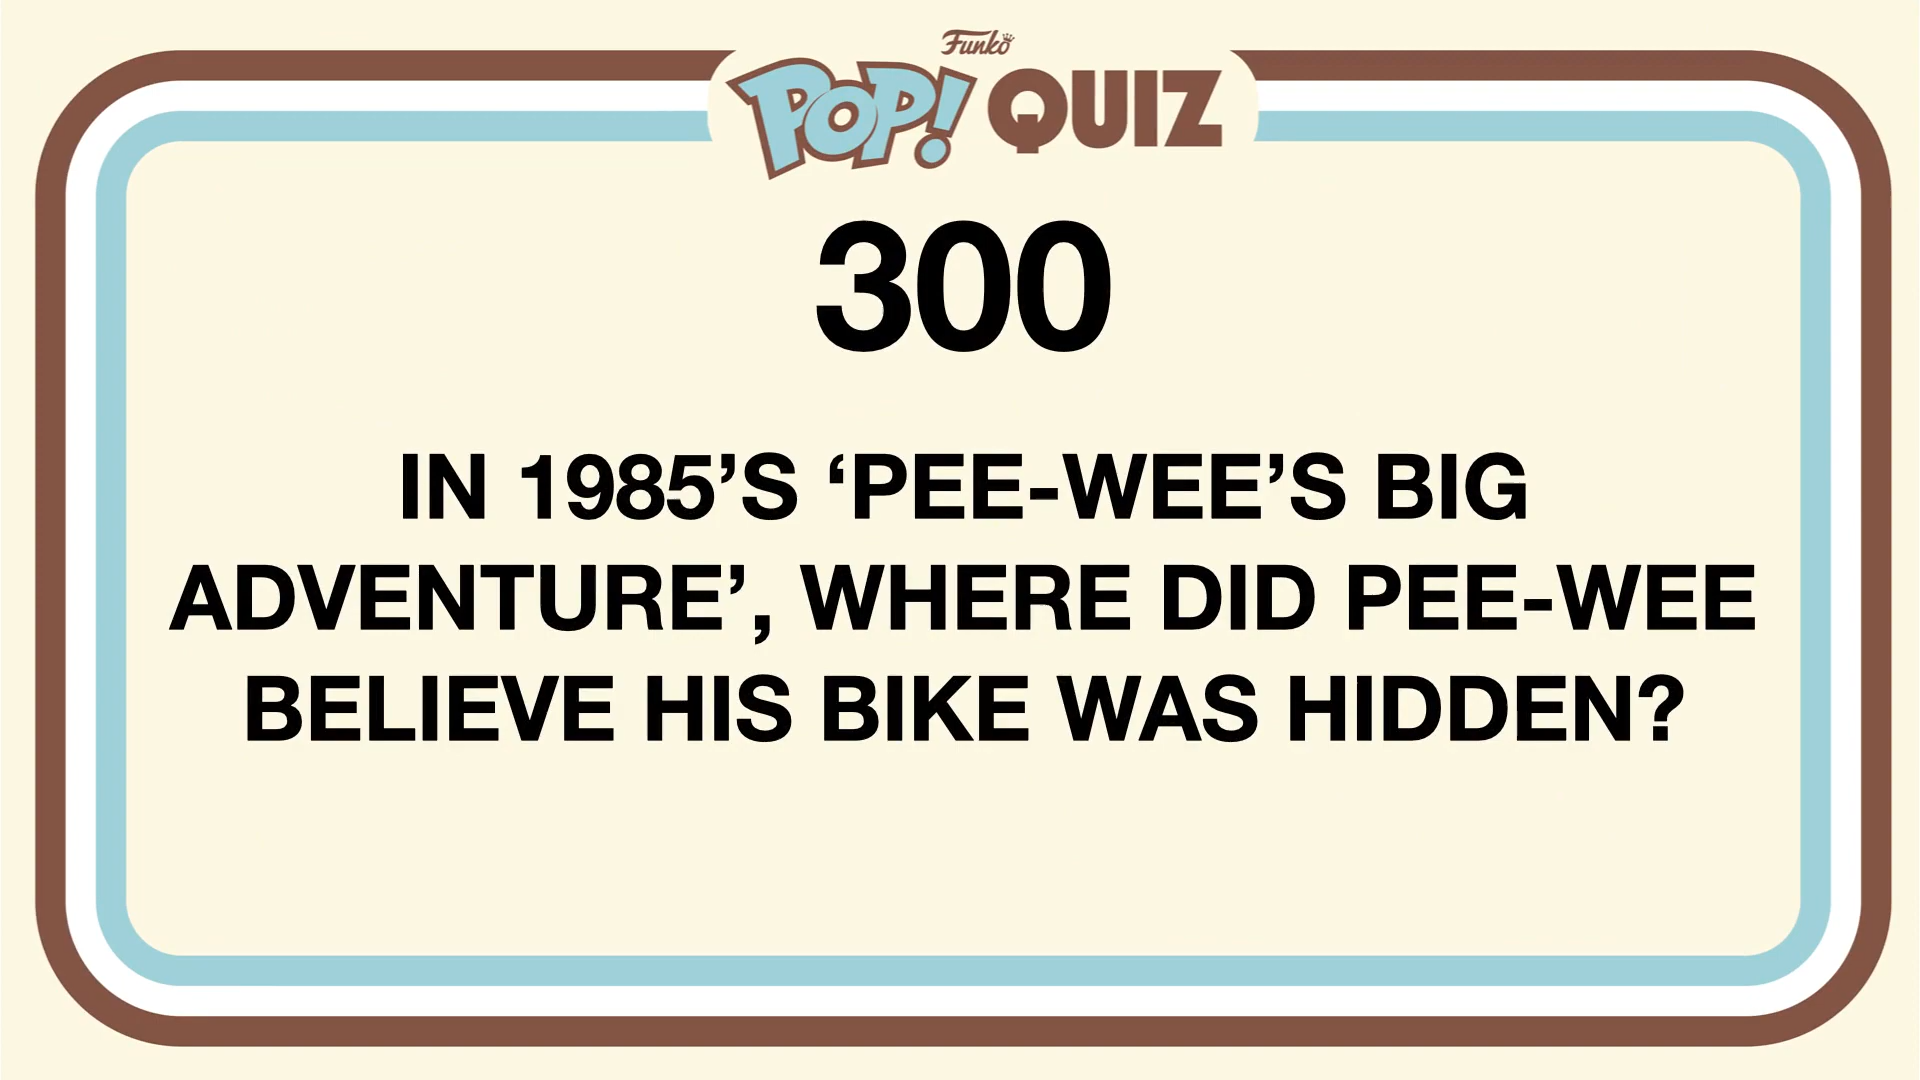 Funko
POP! QUIZ
300
IN 1985’S ‘PEE-WEE’S BIG
ADVENTURE’, WHERE DID PEE-WEE
BELIEVE HIS BIKE WAS HIDDEN?